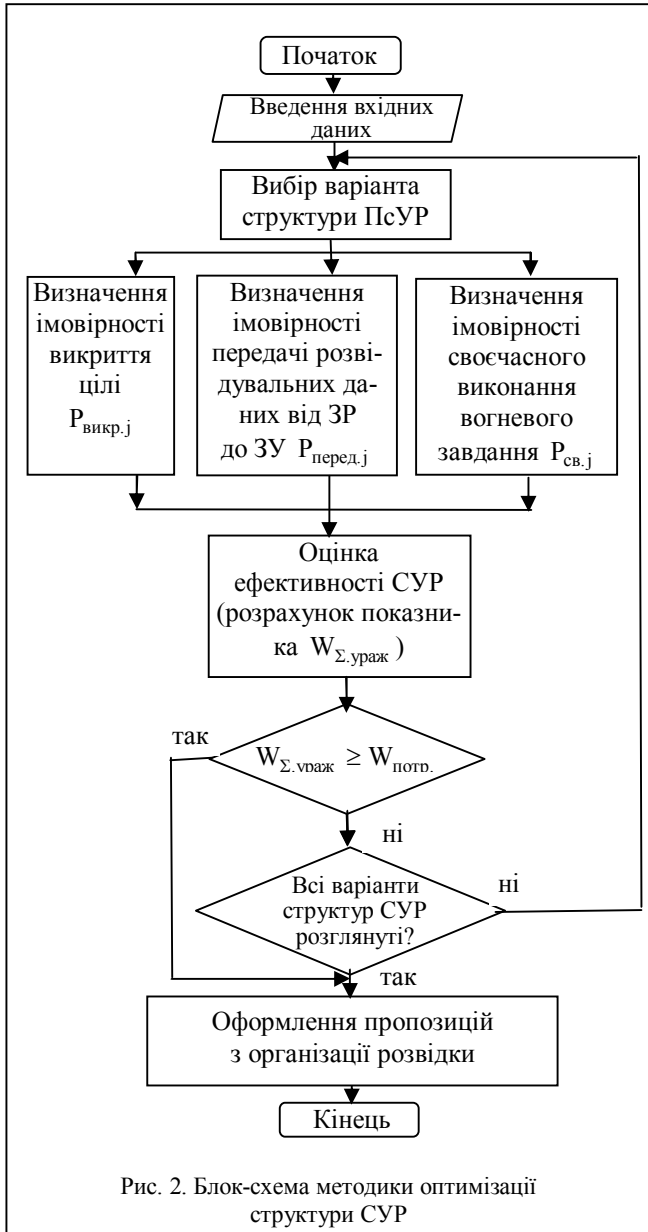 Початок
Введення вхідних
даних
Вибір варіанта
структури ПсУР
Визначення
імовірності
викриття
цілі
Pвикр.j
Визначення
імовірності
передачі розві-
дувальних да-
них від ЗР
до ЗУ Pперед.j
Визначення
імовірності
своєчасного
виконання
вогневого
завдання Pсв.j
Оцінка
ефективності СУР
(розрахунок показни-
ка WΣ.ураж )
так
WΣ.ураж ≥ Wпотр.
ні
Всі варіанти
структур СУР
розглянуті?
ні
так
Оформлення пропозицій
з організації розвідки
Кінець
Рис. 2. Блок-схема методики оптимізації
структури СУР